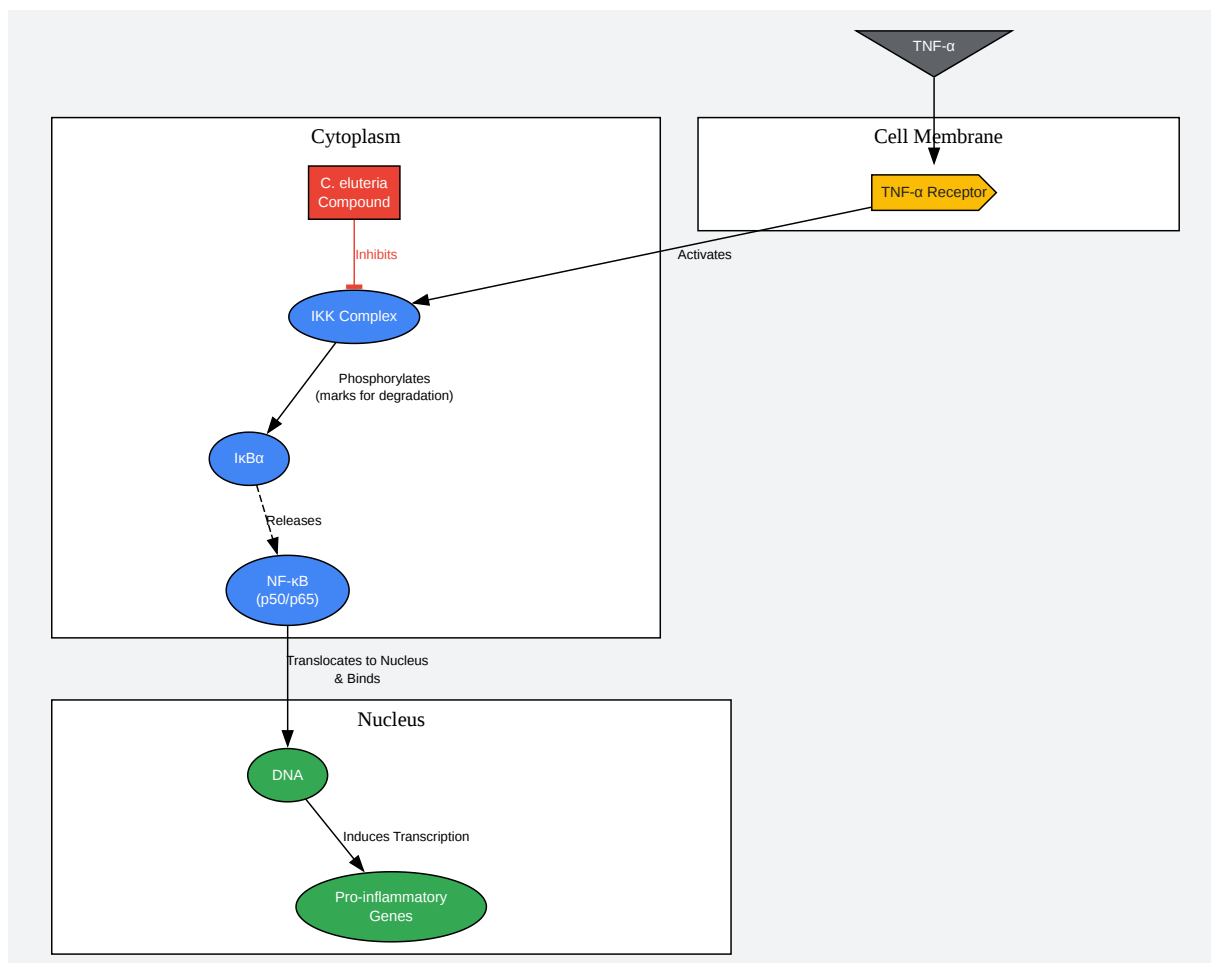 TNF-α
Cytoplasm
Cell Membrane
C. eluteria
Compound
TNF-α Receptor
Inhibits
Activates
IKK Complex
Phosphorylates
(marks for degradation)
IκBα
Releases
NF-κB
(p50/p65)
Translocates to Nucleus
& Binds
Nucleus
DNA
Induces Transcription
Pro-inflammatory
Genes